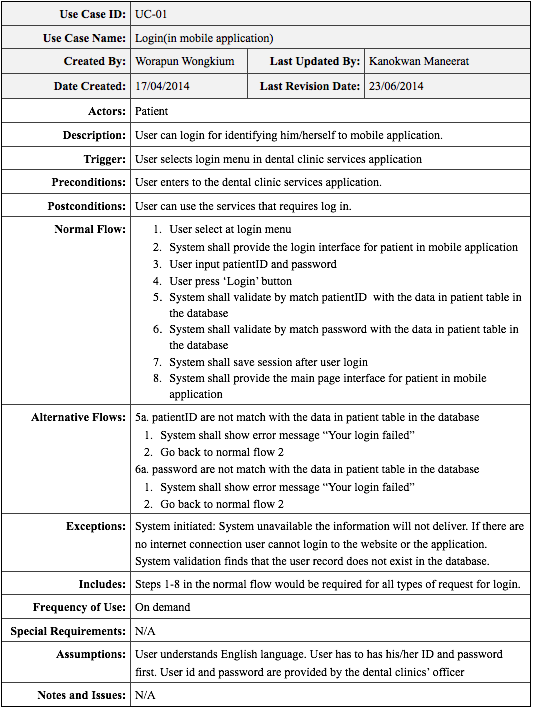 Use Case ID: UC-01
Use Case Name: Login(in mobile application)
Created By: Worapun Wongkium Last Updated By: Kanokwan Maneerat
Date Created: 17/04/2014 Last Revision Date: 23/06/2014
Actors: Patient
Description: User can login for identifying him/herself to mobile application.
Trigger: User selects login menu in dental clinic services application
Preconditions: User enters to the dental clinic services application.
Postconditions: User can use the services that requires log in.
Normal Flow: 1. User select at login menu
2. System shall provide the login interface for patient in mobile application
3. User input patientID and password
4. User press ‘Login’ button
5. System shall validate by match patientID with the data in patient table in
the database
6. System shall validate by match password with the data in patient table in
the database
7. System shall save session after user login
8. System shall provide the main page interface for patient in mobile
application
Alternative Flows: 5a. patientID are not match with the data in patient table in the database
1. System shall show error message “Your login failed”
2. Go back to normal flow 2
6a. password are not match with the data in patient table in the database
1. System shall show error message “Your login failed”
2. Go back to normal flow 2
Exceptions: System initiated: System unavailable the information will not deliver. If there are
no internet connection user cannot login to the website or the application.
System validation finds that the user record does not exist in the database.
Includes: Steps 1-8 in the normal flow would be required for all types of request for login.
Frequency of Use: On demand
Special Requirements: N/A
Assumptions: User understands English language. User has to has his/her ID and password
first. User id and password are provided by the dental clinics’ officer
Notes and Issues: N/A